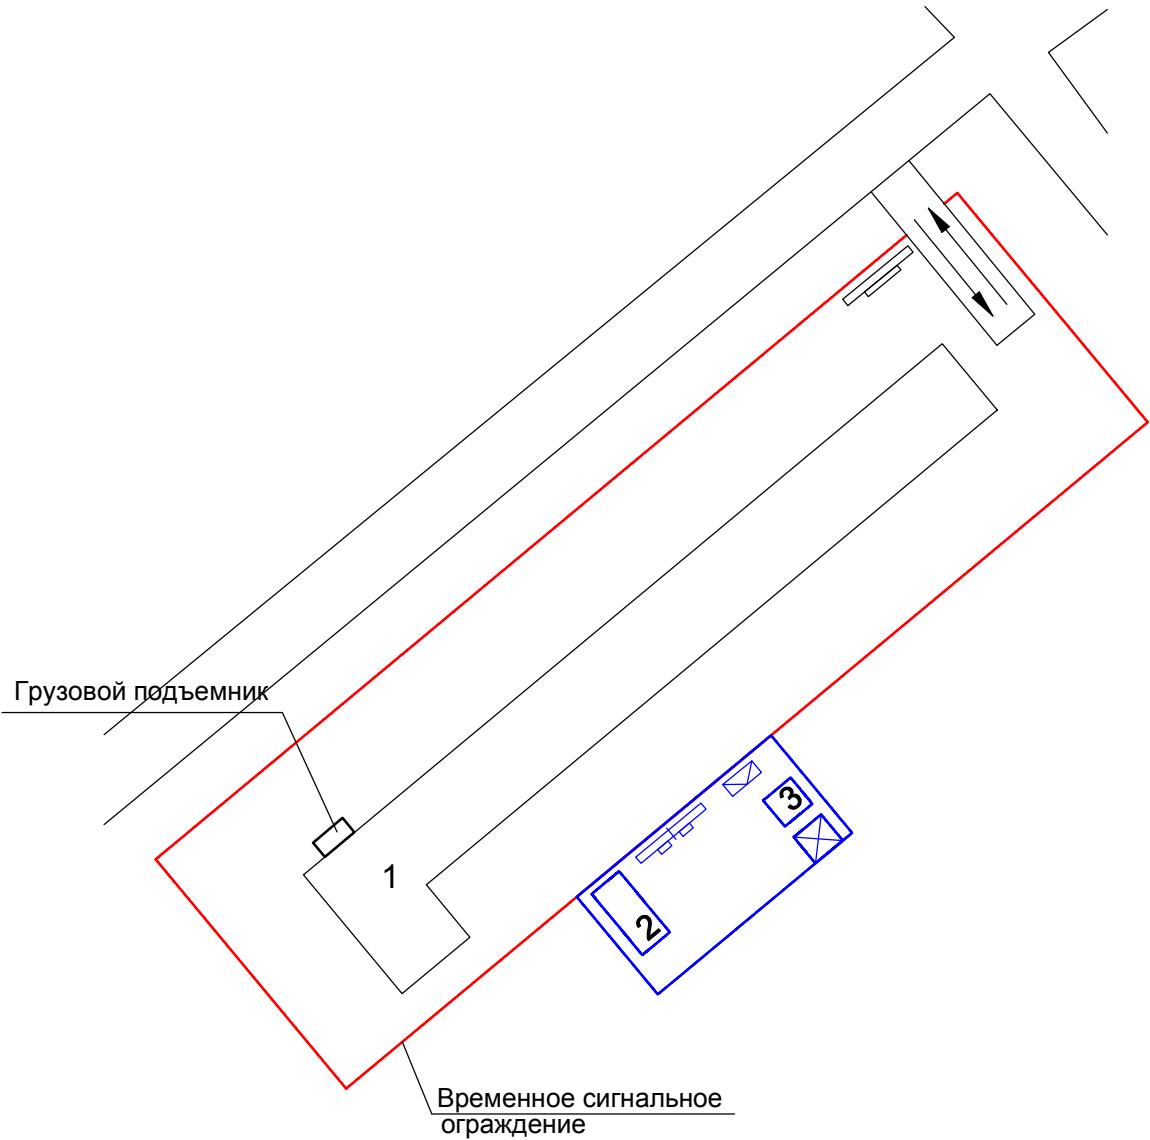 3
Грузовой подъемник
1
2
Временное сигнальное
ограждение